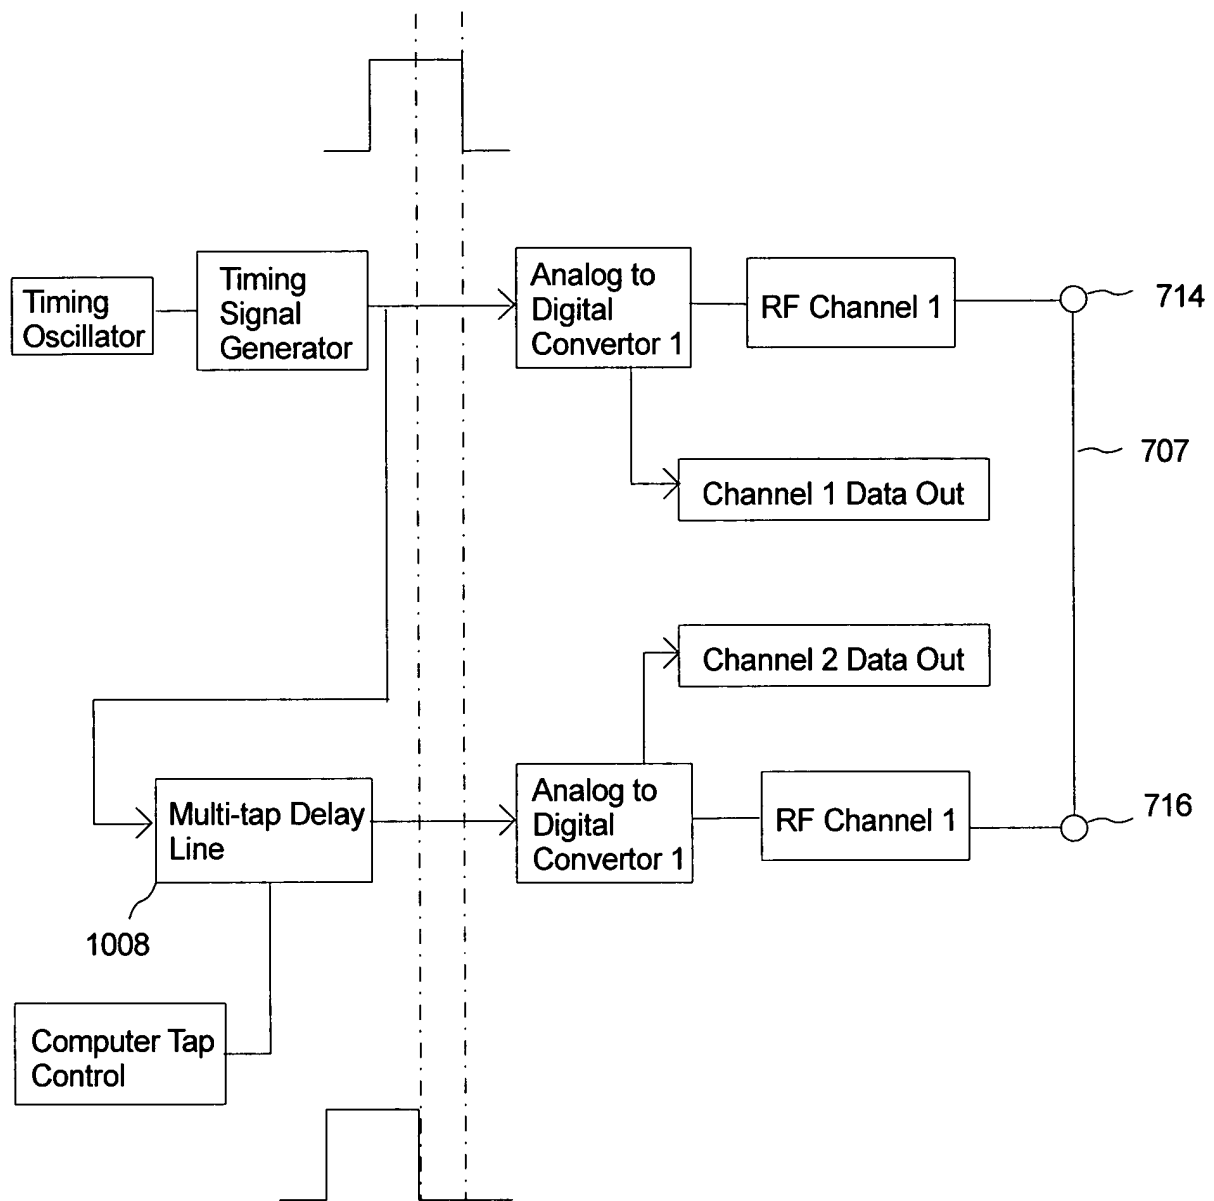 Timing
Oscillator
Timing
Signal
Generator
Analog to
Digital
Convertor 1
RF Channel 1
714
707
Channel 1 Data Out
Channel 2 Data Out
Multi-tap Delay
Line
Analog to
Digital
Convertor 1
RF Channel 1
716
1008
Computer Tap
Control